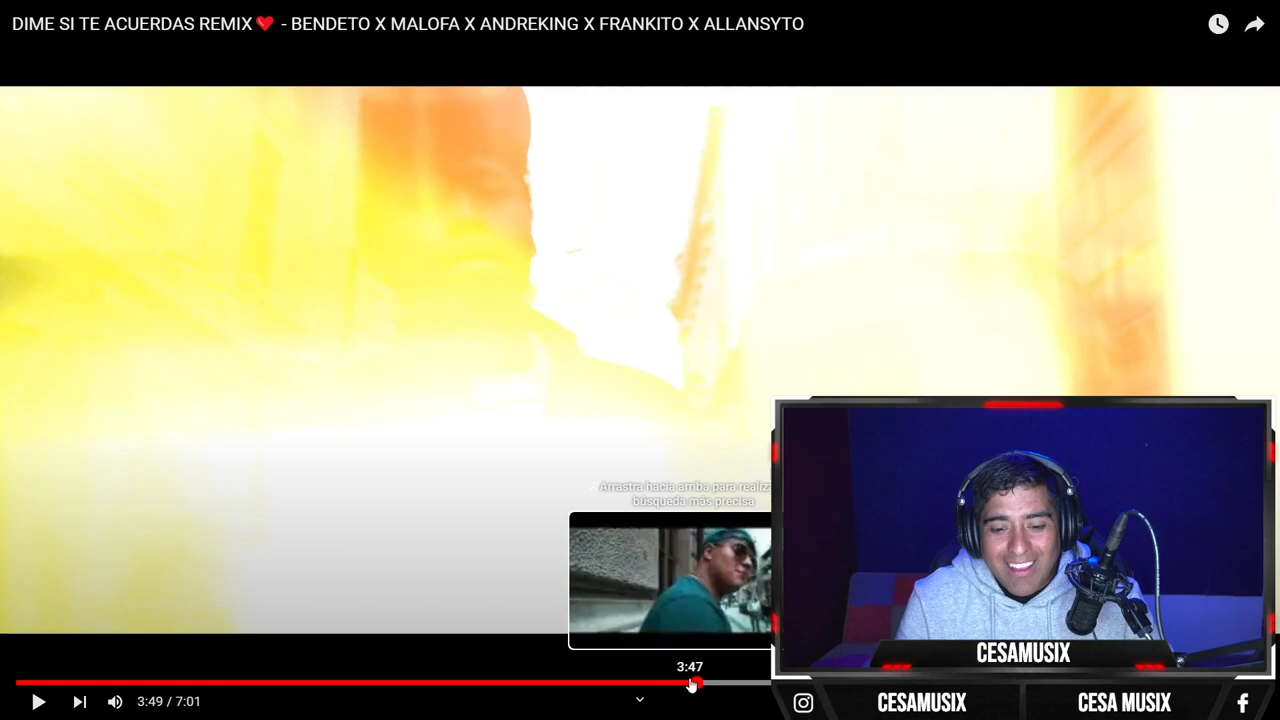 DIME SI TE ACUERDAS REMIX❤️ - BENDETO X MALOFA X ANDREKING X FRANKITO X ALLANSYTO
Arrastra hacia arriba para realiz
búsqueda más precisa
3:47
3:49 / 7:01
CESAMUSIX
CESAMUSIX
CESA MUSIX